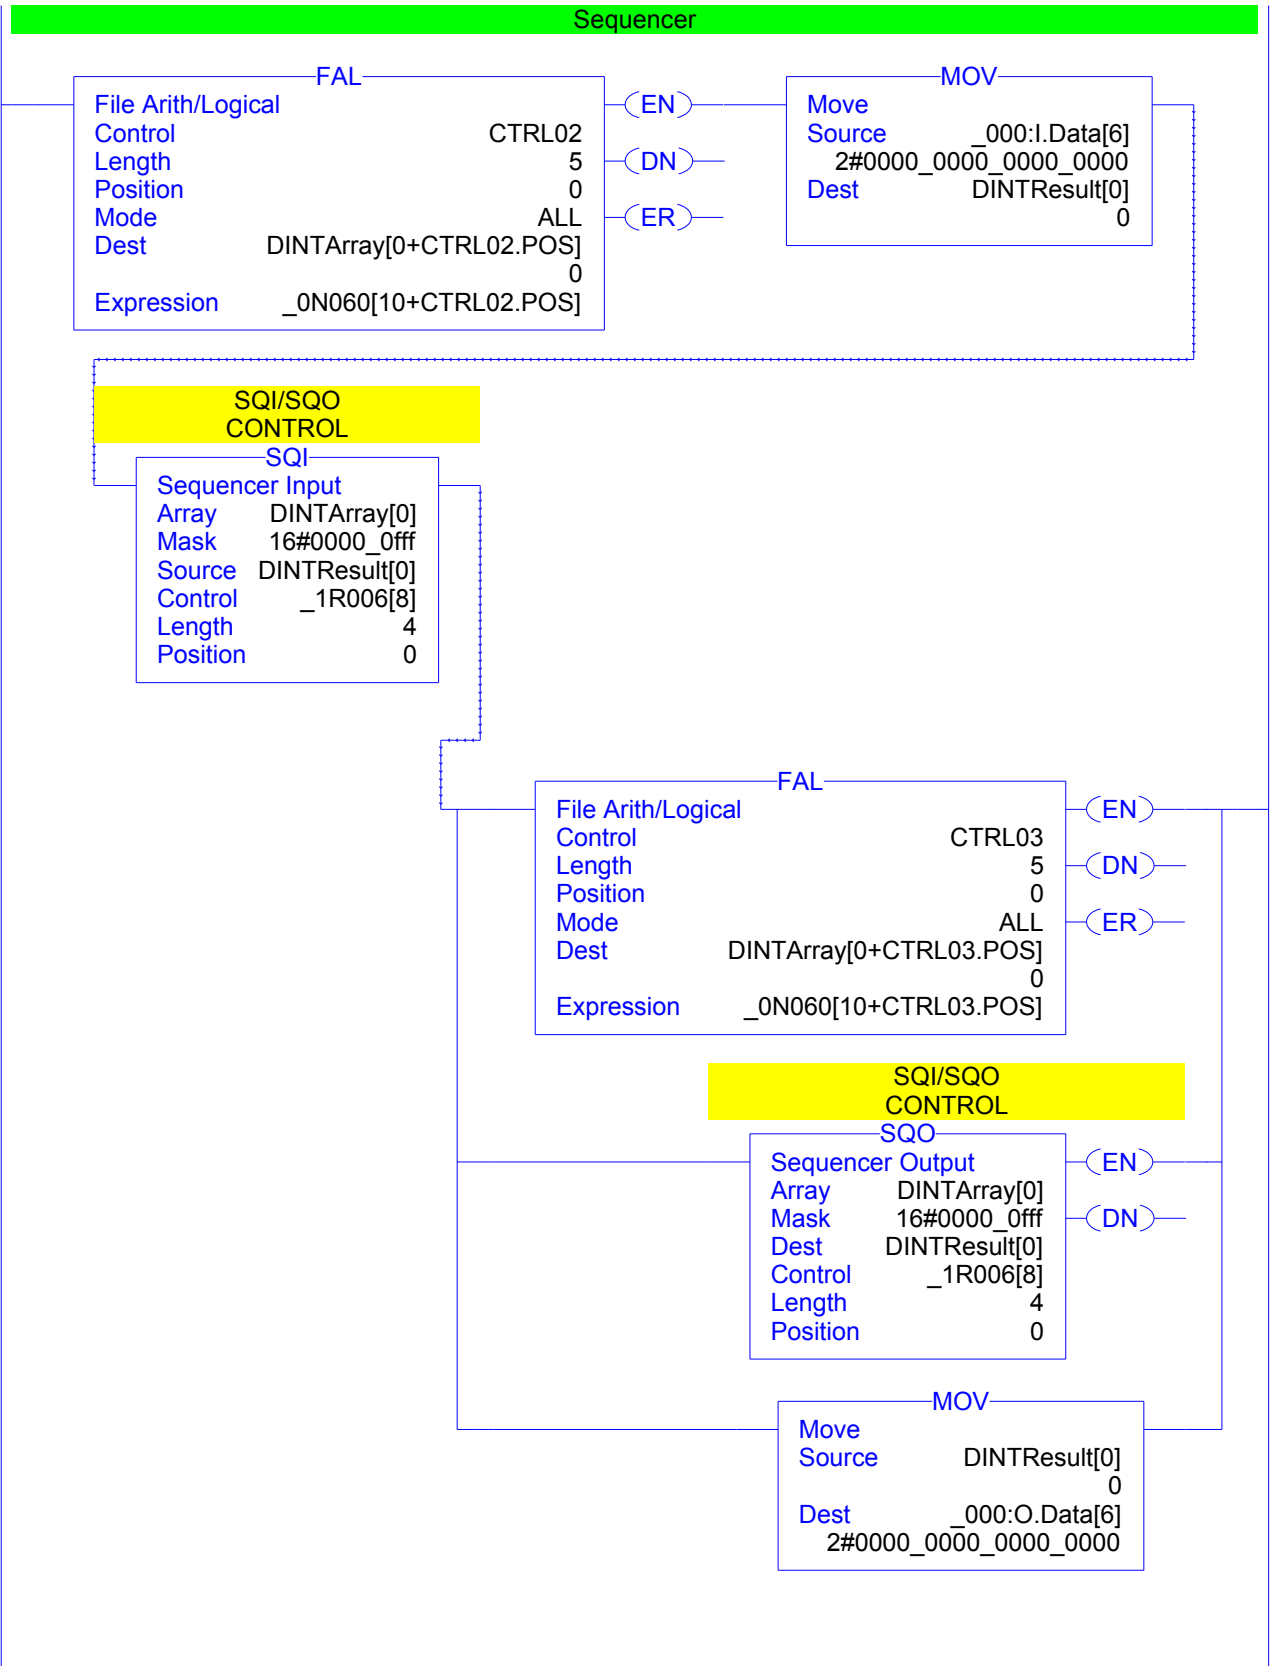 Sequencer
FAL
File Arith/Logical
Control CTRL02
Length 5
Position 0
Mode ALL
Dest DINTArray[0+CTRL02.POS]
0
Expression _0N060[10+CTRL02.POS]
EN
DN
ER
MOV
Move
Source _000:I.Data[6]
2#0000_0000_0000_0000
Dest DINTResult[0]
0
SQI/SQO
CONTROL
SQI
Sequencer Input
Array DINTArray[0]
Mask 16#0000_0fff
Source DINTResult[0]
Control _1R006[8]
Length 4
Position 0
FAL
File Arith/Logical
Control CTRL03
Length 5
Position 0
Mode ALL
Dest DINTArray[0+CTRL03.POS]
0
Expression _0N060[10+CTRL03.POS]
EN
DN
ER
SQI/SQO
CONTROL
SQO
Sequencer Output
Array DINTArray[0]
Mask 16#0000_0fff
Dest DINTResult[0]
Control _1R006[8]
Length 4
Position 0
EN
DN
MOV
Move
Source DINTResult[0]
0
Dest _000:O.Data[6]
2#0000_0000_0000_0000